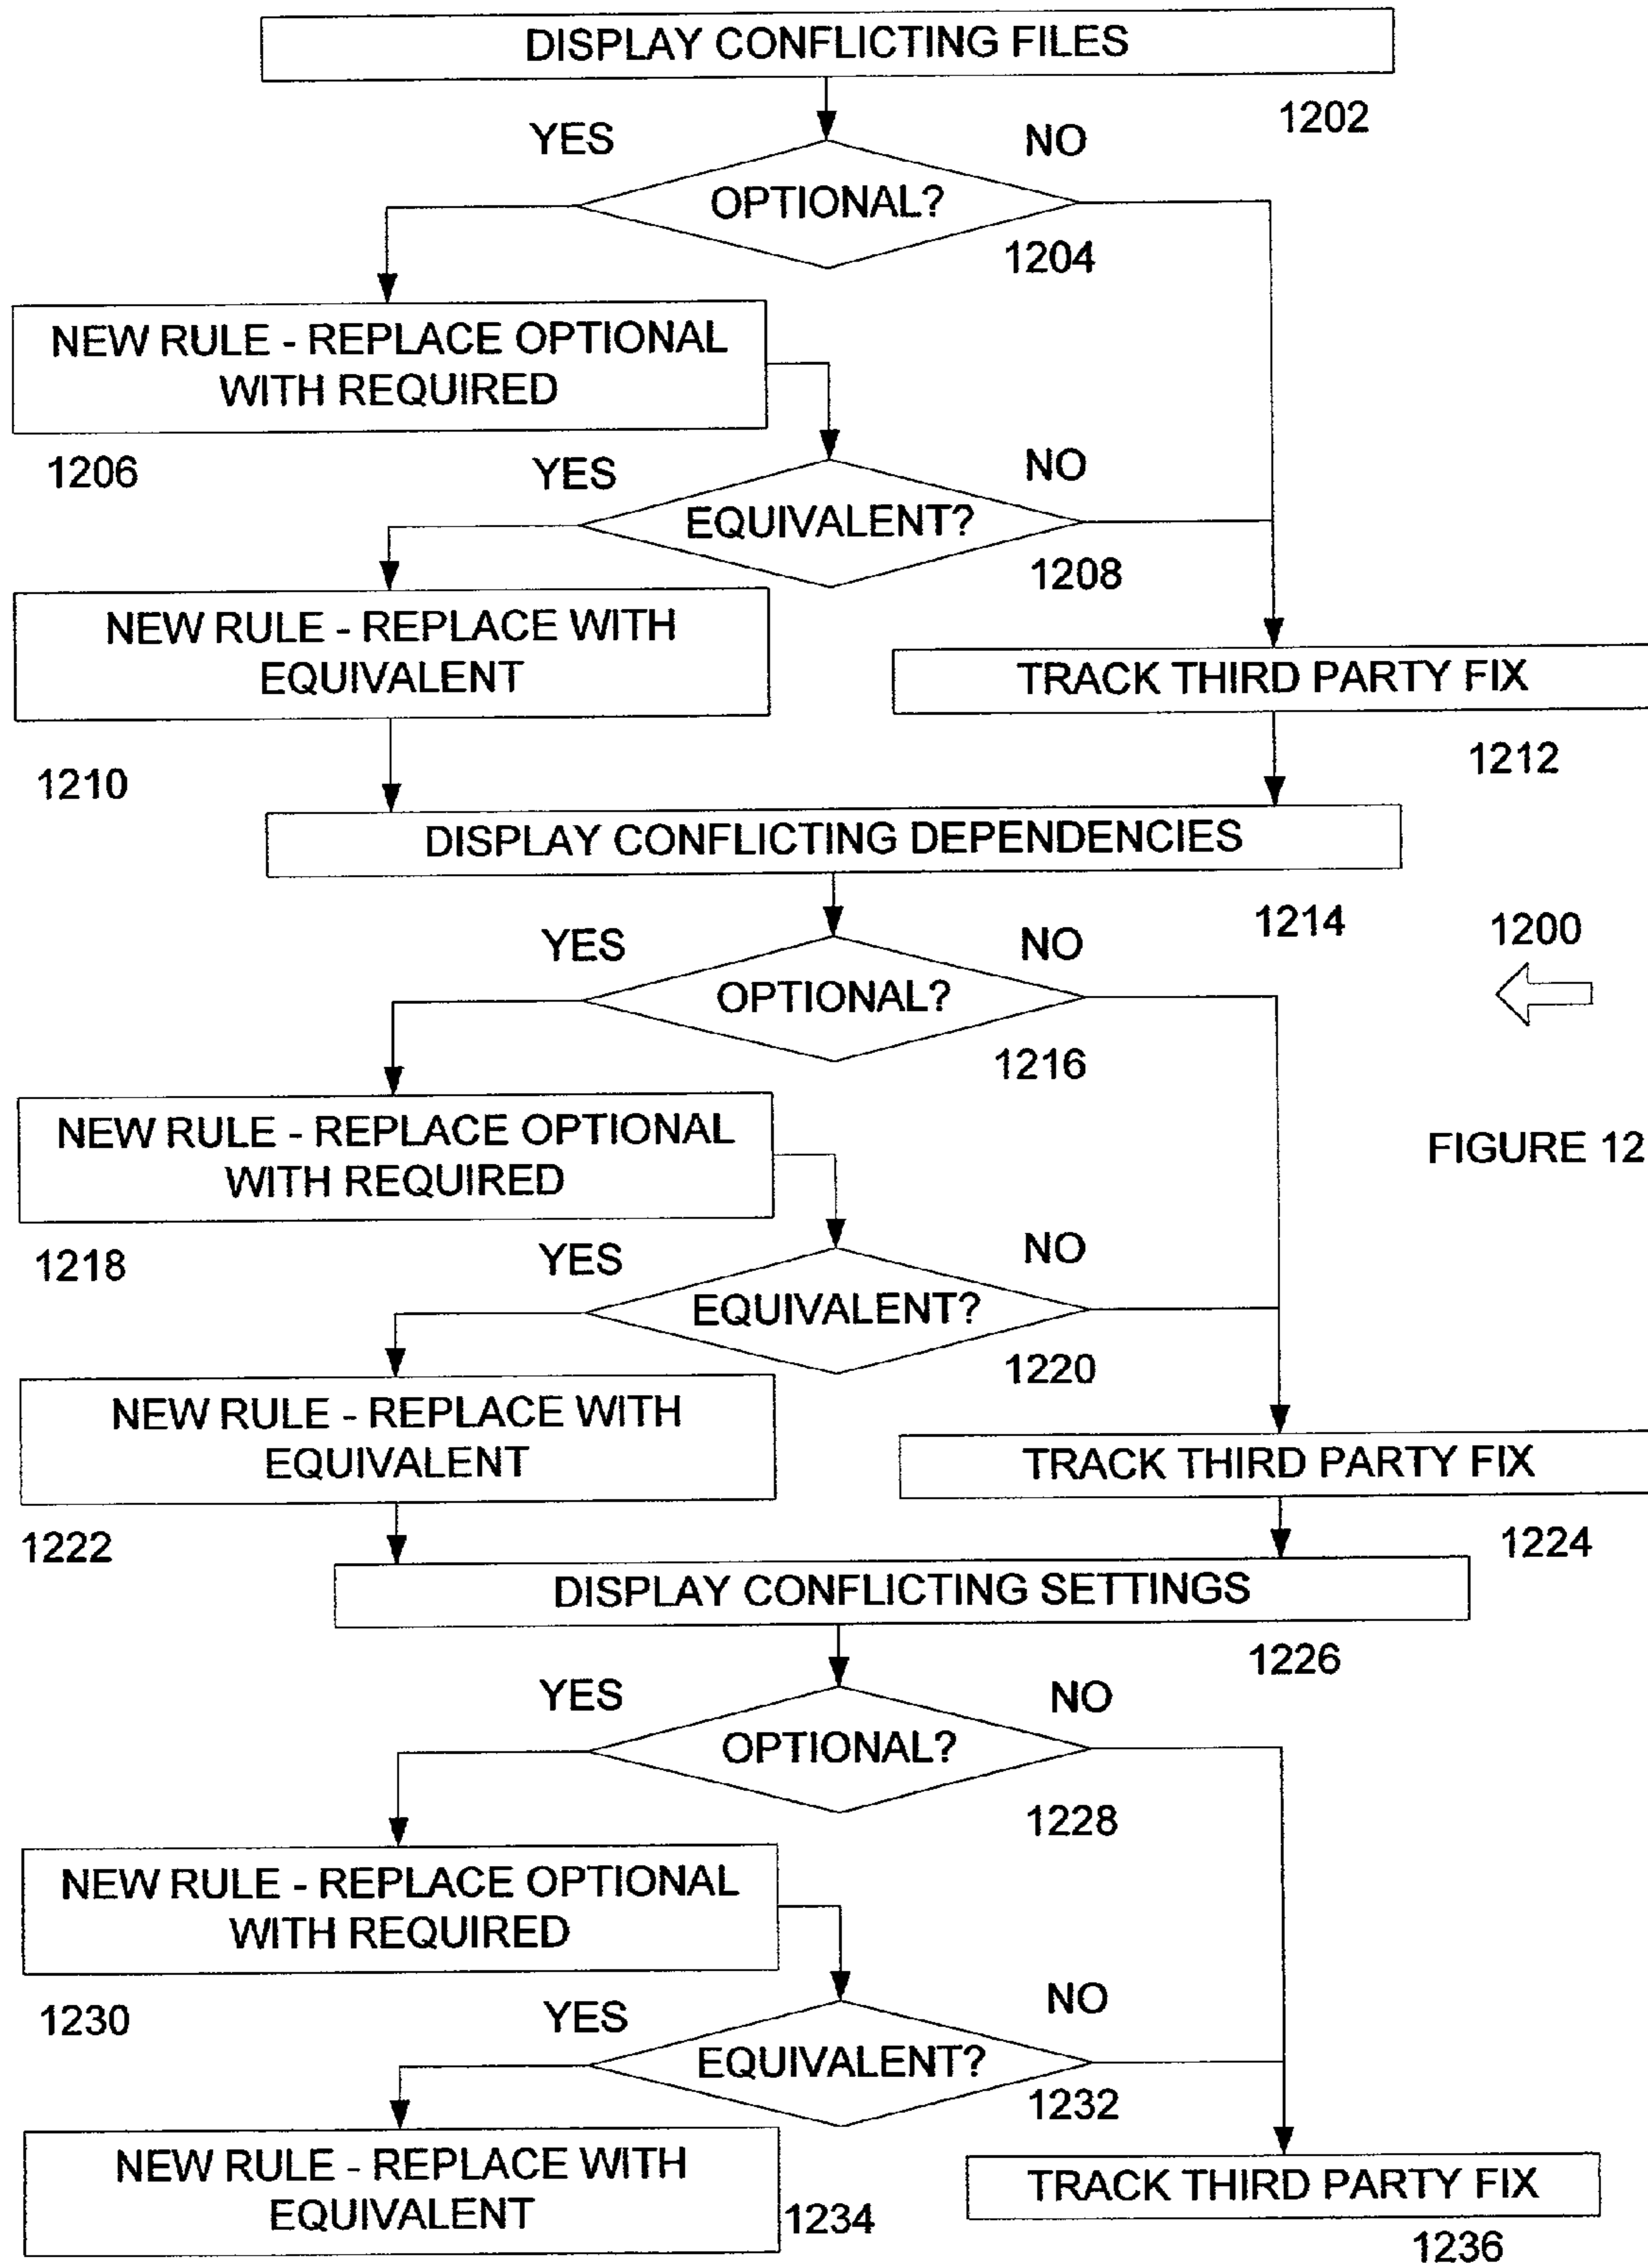 DISPLAY CONFLICTING FILES
1202
YES
NO
OPTIONAL?
1204
NEW RULE - REPLACE OPTIONAL
WITH REQUIRED
1206
YES
NO
EQUIVALENT?
1208
NEW RULE - REPLACE WITH
EQUIVALENT
1210
TRACK THIRD PARTY FIX
1212
DISPLAY CONFLICTING DEPENDENCIES
1214
1200
YES
NO
OPTIONAL?
1216
FIGURE 12
NEW RULE - REPLACE OPTIONAL
WITH REQUIRED
1218
YES
NO
EQUIVALENT?
1220
NEW RULE - REPLACE WITH
EQUIVALENT
1222
TRACK THIRD PARTY FIX
1224
DISPLAY CONFLICTING SETTINGS
1226
YES
NO
OPTIONAL?
1228
NEW RULE - REPLACE OPTIONAL
WITH REQUIRED
1230
YES
NO
EQUIVALENT?
1232
NEW RULE - REPLACE WITH
EQUIVALENT
1234
TRACK THIRD PARTY FIX
1236